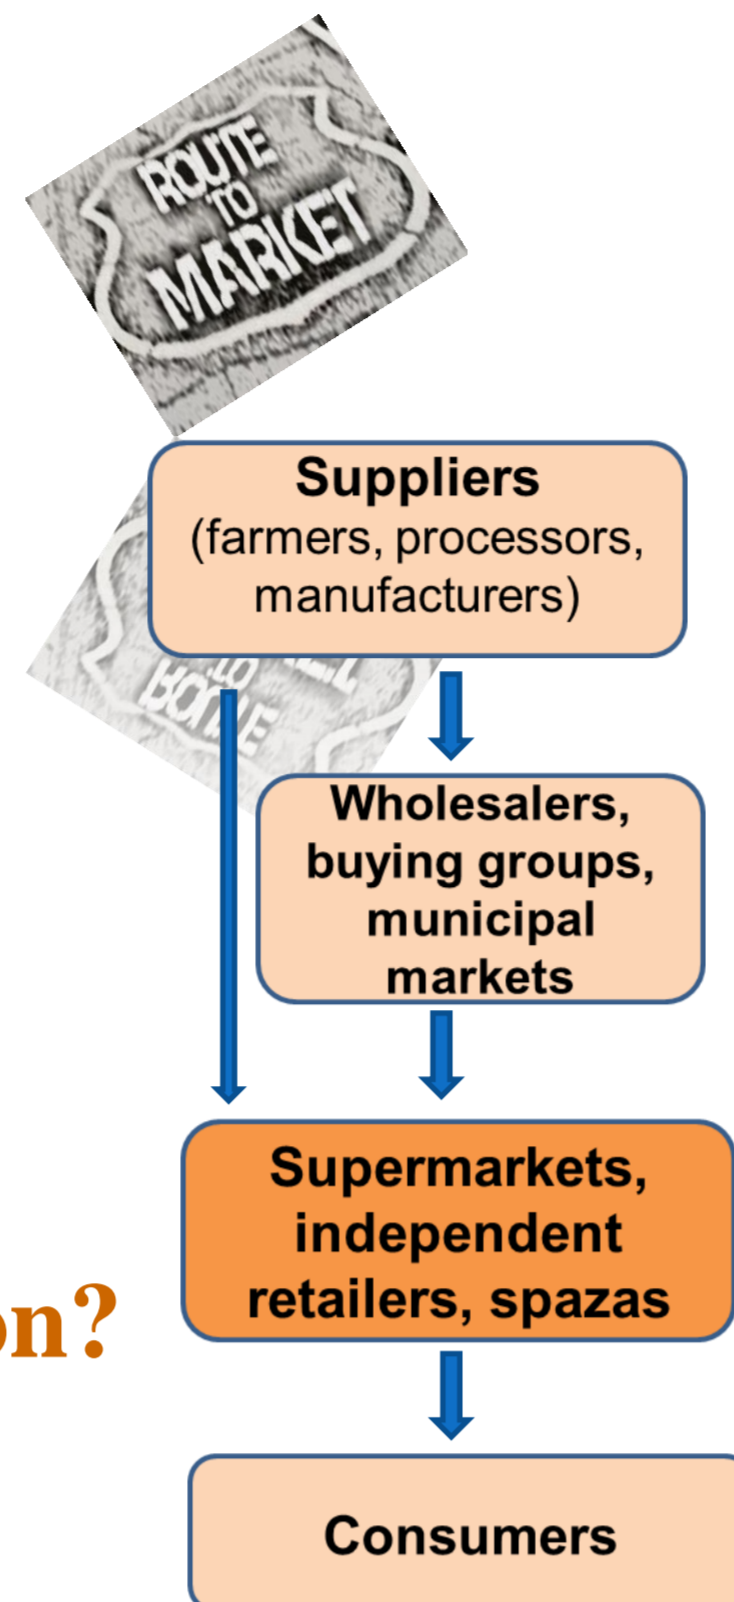 ROUTE
TO
MARKET
Suppliers
(farmers, processors,
manufacturers)
Wholesalers,
buying groups,
municipal
markets
Supermarkets,
independent
retailers, spazas
on?
Consumers